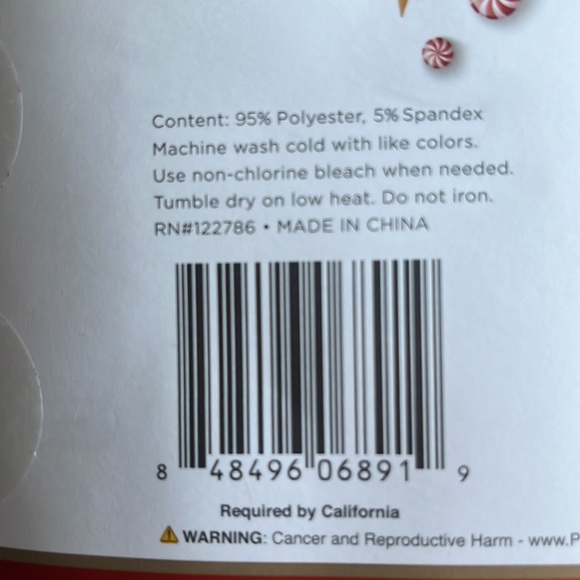 Content: 95% Polyester, 5% Spandex
Machine wash cold with like colors.
Use non-chlorine bleach when needed.
Tumble dry on low heat. Do not iron.
RN#122786 • MADE IN CHINA
8 48496 06891 9
Required by California
⚠ WARNING: Cancer and Reproductive Harm - www.P